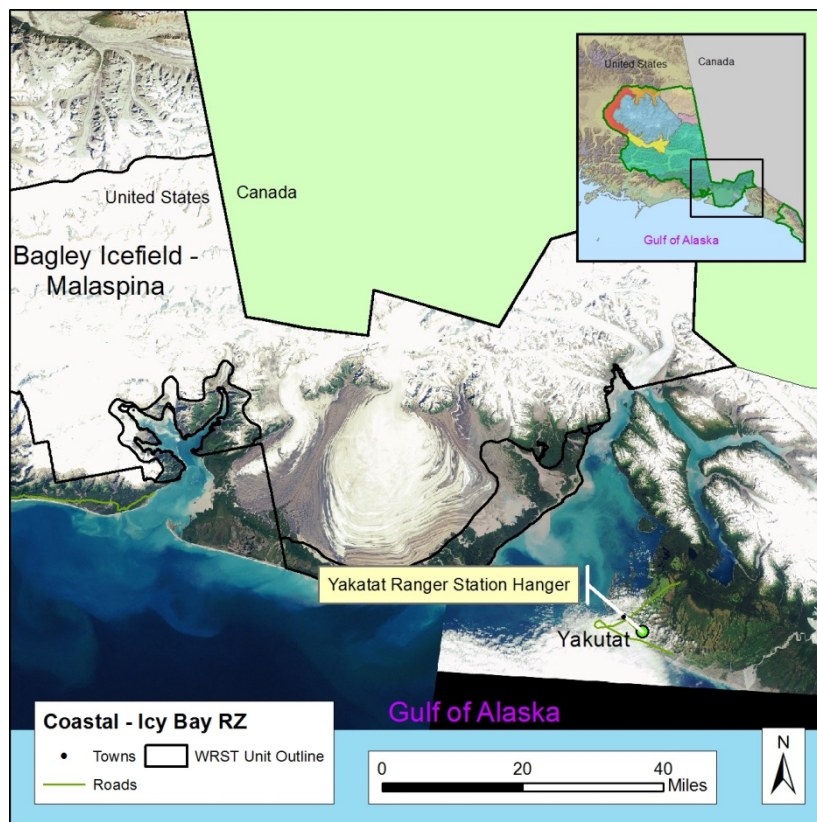 United States
Canada
Gulf of Alaska
United States
Canada
Bagley Icefield -
Malaspina
Yakatat Ranger Station Hanger
Yakutat
Gulf of Alaska
Coastal - Icy Bay RZ
Towns
WRST Unit Outline
Roads
0
20
40
Miles
N